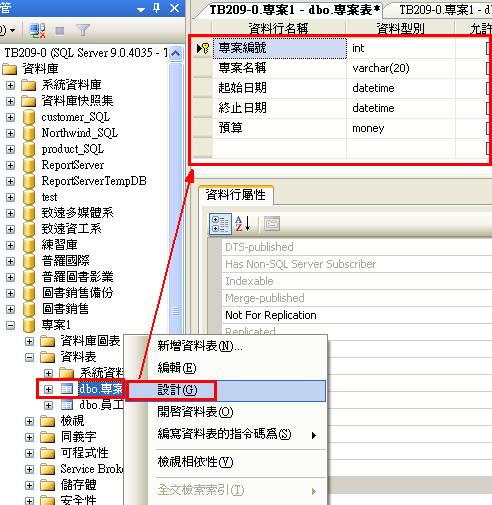 管
TB209-0 (SQL Server 9.0.4035 - T
資料庫
系統資料庫
資料庫快照集
customer_SQL
Northwind_SQL
product_SQL
ReportServer
ReportServerTempDB
test
致遠多媒體系
致遠資工系
練習庫
普羅國際
普羅圖書影業
圖書銷售備份
圖書銷售
專案1
資料庫圖表
資料表
系統資料
dbo.專案
dbo.員工
檢視
同義字
可程式性
Service Broke
儲存體
安全性
TB209-0.專案1 - dbo.專案表*
TB209-0.專案1 - d
資料行名稱 資料型別 允許
專案編號 int
專案名稱 varchar(20)
起始日期 datetime
終止日期 datetime
預算 money
資料行屬性
DTS-published
Has Non-SQL Server Subscriber
Indexable
Merge-published
Not For Replication
Replicated
新增資料表(N)...
編輯(E)
設計(G)
開啟資料表(O)
編寫資料表的指令碼為(S)
檢視相依性(V)
全文檢索索引(T)